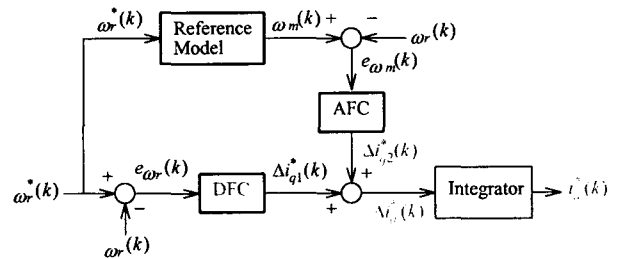 ωr*(k)
Reference
Model
ωm(k)
+
−
ωr(k)
eωm(k)
AFC
Δi*q2(k)
+
ωr*(k)
+
−
eωr(k)
DFC
Δi*q1(k)
+
Integrator
ωr(k)